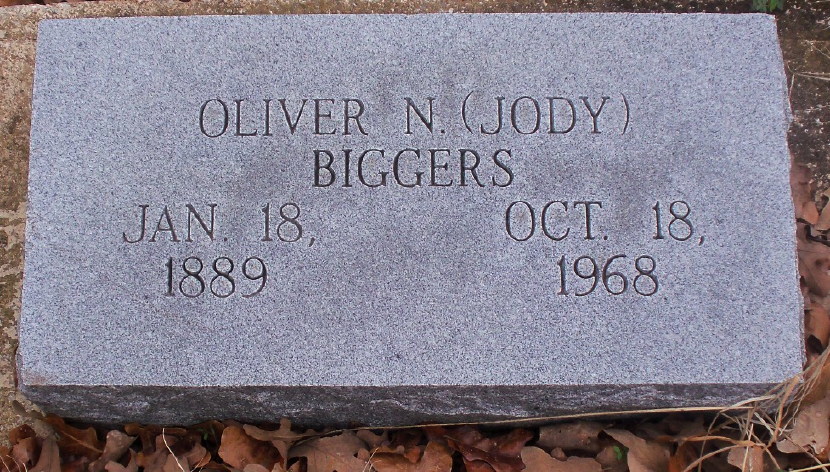 OLIVER N. (JODY)
BIGGERS
JAN. 18, OCT. 18,
1889 1968